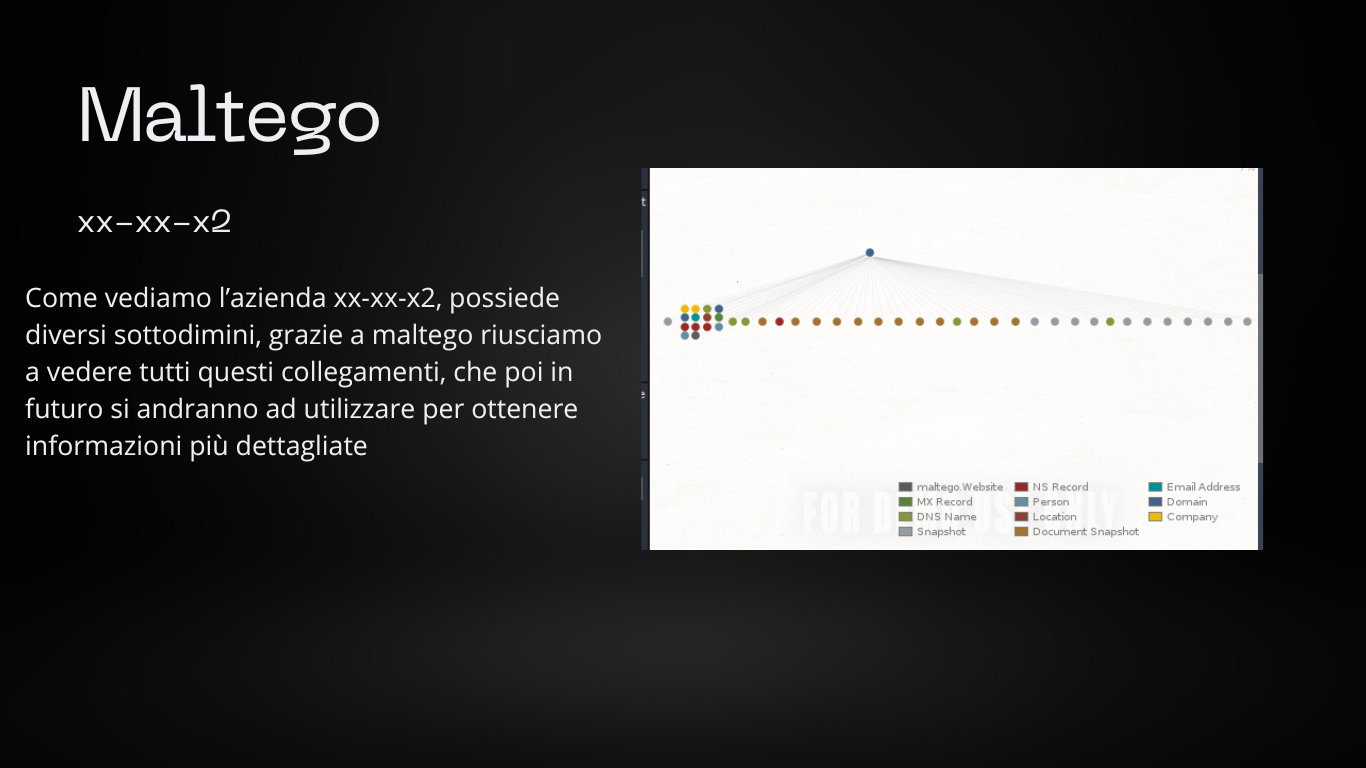 Maltego
xx-xx-x2
Come vediamo l’azienda xx-xx-x2, possiede
diversi sottodimini, grazie a maltego riusciamo
a vedere tutti questi collegamenti, che poi in
futuro si andranno ad utilizzare per ottenere
informazioni più dettagliate
t
e
maltego.Website
MX Record
DNS Name
Snapshot
NS Record
Person
Location
Document Snapshot
Email Address
Domain
Company
FOR